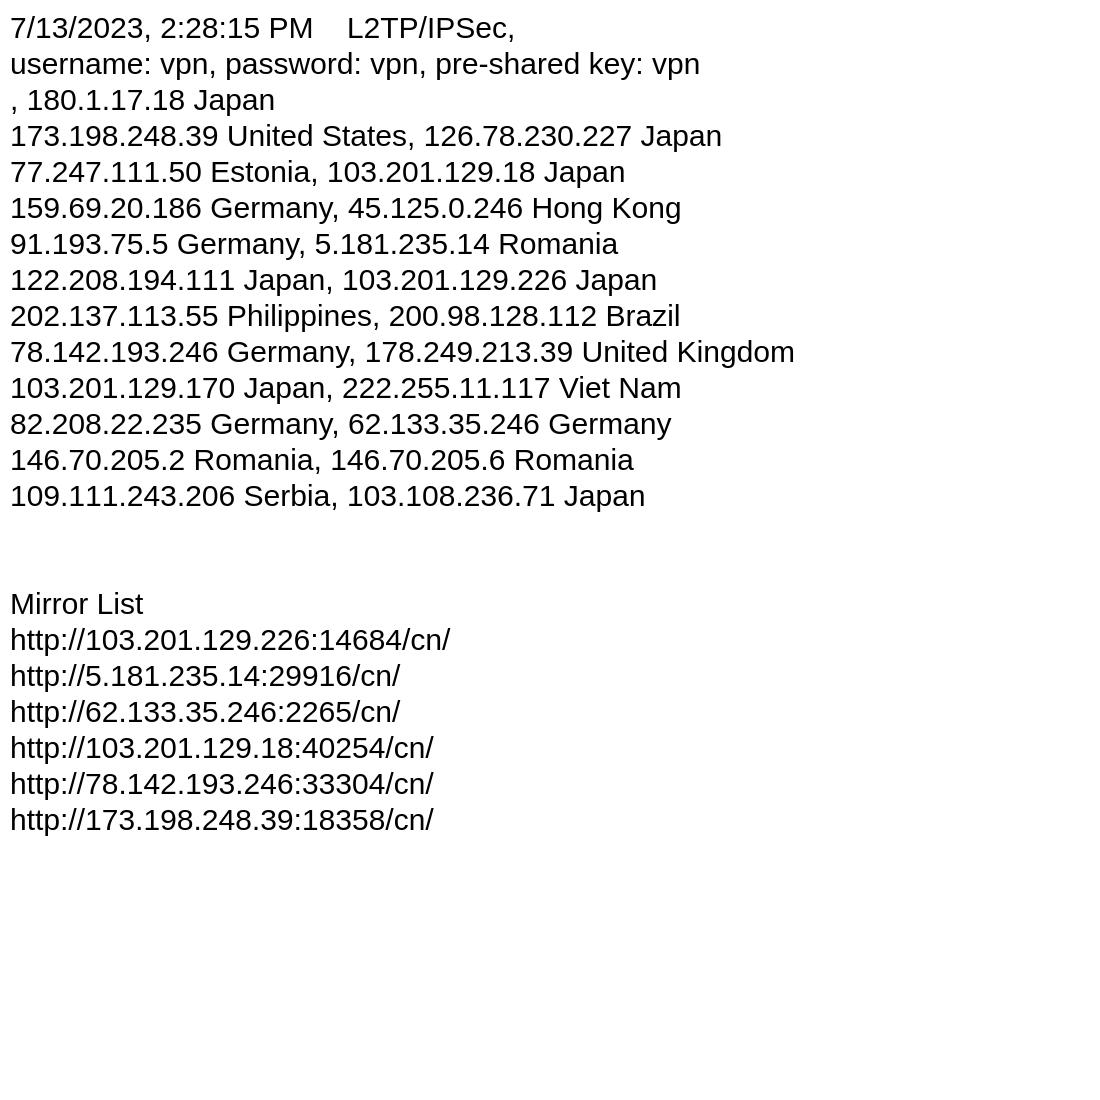 7/13/2023, 2:28:15 PM    L2TP/IPSec,
username: vpn, password: vpn, pre-shared key: vpn
, 180.1.17.18 Japan
173.198.248.39 United States, 126.78.230.227 Japan
77.247.111.50 Estonia, 103.201.129.18 Japan
159.69.20.186 Germany, 45.125.0.246 Hong Kong
91.193.75.5 Germany, 5.181.235.14 Romania
122.208.194.111 Japan, 103.201.129.226 Japan
202.137.113.55 Philippines, 200.98.128.112 Brazil
78.142.193.246 Germany, 178.249.213.39 United Kingdom
103.201.129.170 Japan, 222.255.11.117 Viet Nam
82.208.22.235 Germany, 62.133.35.246 Germany
146.70.205.2 Romania, 146.70.205.6 Romania
109.111.243.206 Serbia, 103.108.236.71 Japan
Mirror List
http://103.201.129.226:14684/cn/
http://5.181.235.14:29916/cn/
http://62.133.35.246:2265/cn/
http://103.201.129.18:40254/cn/
http://78.142.193.246:33304/cn/
http://173.198.248.39:18358/cn/